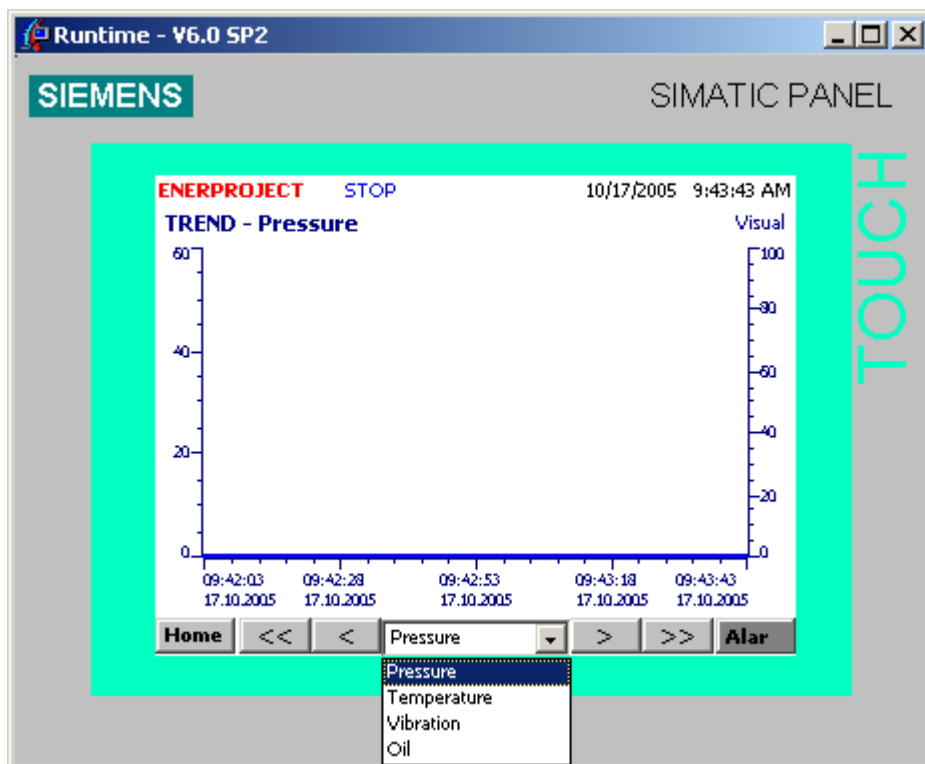 Runtime - V6.0 SP2
SIEMENS
SIMATIC PANEL
TOUCH
ENERPROJECT STOP 10/17/2005 9:43:43 AM
TREND - Pressure Visual
60 100
80
40 60
40
20
20
0 0
09:42:03 09:42:28 09:42:53 09:43:18 09:43:43
17.10.2005 17.10.2005 17.10.2005 17.10.2005 17.10.2005
Home << < Pressure > >> Alar
Pressure
Temperature
Vibration
Oil